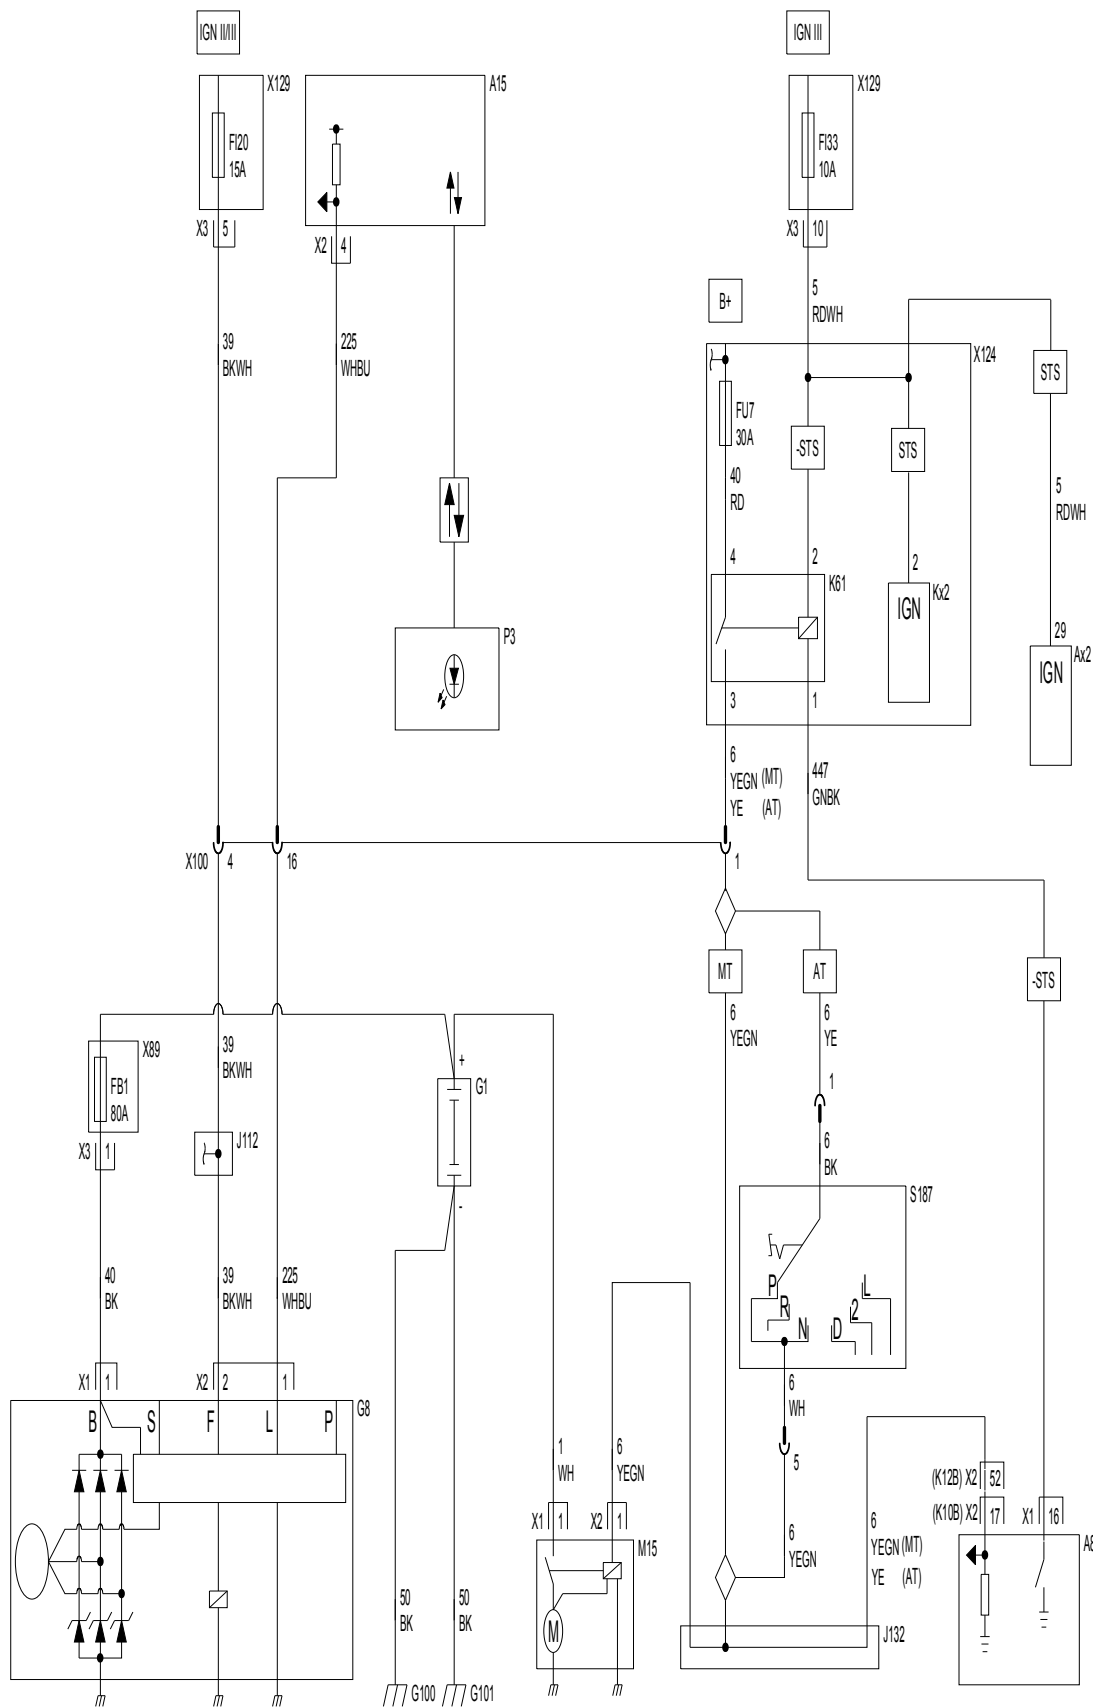 IGN II/III
IGN III
X129
A15
X129
FI20
15A
FI33
10A
X3 5
X2 4
X3 10
B+
5
RDWH
39
BKWH
225
WHBU
X124
STS
FU7
30A
-STS
STS
40
RD
5
RDWH
4
2
2
K61
Kx2
IGN
P3
29
Ax2
IGN
3
1
6
YEGN (MT)
YE (AT)
447
GNBK
X100 4
16
1
MT
AT
-STS
6
YEGN
6
YE
X89
39
BKWH
+
G1
FB1
80A
1
J112
X3 1
6
BK
S187
-
40
BK
39
BKWH
225
WHBU
P
R
N
D
2
L
X1 1
X2 2
1
G8
6
WH
B
S
F
L
P
5
1
WH
6
YEGN
(K12B) X2 52
(K10B) X2 17
X1 16
X1 1
X2 1
M15
6
YEGN
6
YEGN (MT)
YE (AT)
A8
50
BK
50
BK
M
J132
G100
G101